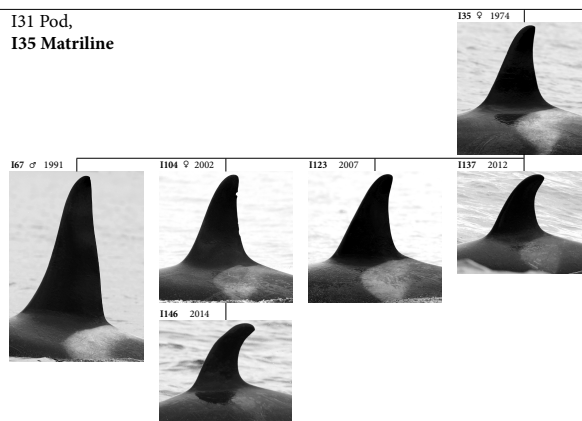 I31 Pod,
I35 Matriline
I35 ♀ 1974
I67 ♂ 1991
I104 ♀ 2002
I123 2007
I137 2012
I146 2014